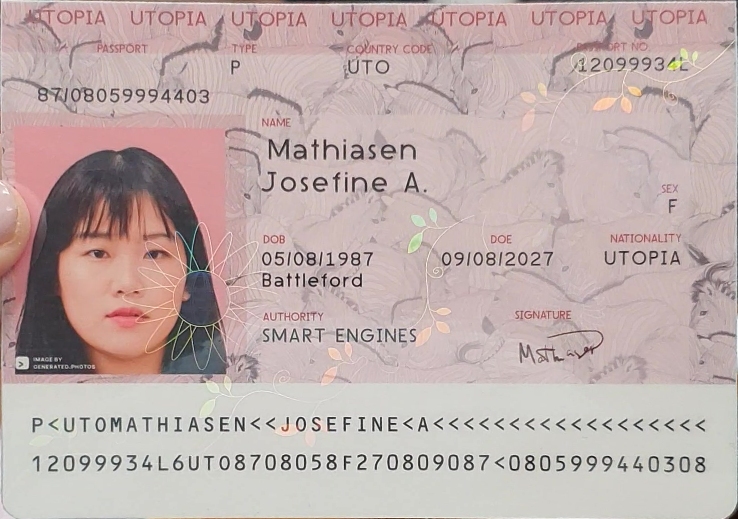 UTOPIA UTOPIA UTOPIA UTOPIA UTOPIA UTOPIA UTOPIA
PASSPORT TYPE COUNTRY CODE PASSPORT NO
P UTO 12099934L
87/08059994403
NAME
Mathiasen
Josefine A.
SEX
F
DOB DOE NATIONALITY
05/08/1987 09/08/2027 UTOPIA
Battleford
AUTHORITY SIGNATURE
SMART ENGINES
Mathiasen
IMAGE BY
GENERATED.PHOTOS
P<UTOMATHIASEN<<JOSEFINE<A<<<<<<<<<<<<<<<<<<
12099934L6UTO8708058F270809087<0805999440308